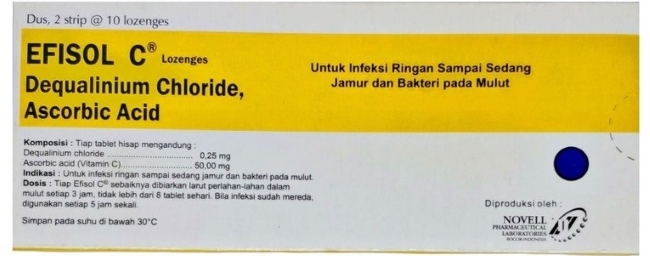 Dus, 2 strip @ 10 lozenges
EFISOL C® Lozenges
Dequalinium Chloride,
Ascorbic Acid
Untuk Infeksi Ringan Sampai Sedang
Jamur dan Bakteri pada Mulut
Komposisi : Tiap tablet hisap mengandung :
Dequalinium chloride ............................ 0,25 mg
Ascorbic acid (Vitamin C)........................ 50,00 mg
Indikasi : Untuk infeksi ringan sampai sedang jamur dan bakteri pada mulut.
Dosis : Tiap Efisol C® sebaiknya dibiarkan larut perlahan-lahan dalam
mulut setiap 3 jam, tidak lebih dari 8 tablet sehari. Bila infeksi sudah mereda,
digunakan setiap 5 jam sekali.
Simpan pada suhu di bawah 30°C
Diproduksi oleh :
NOVELL
PHARMACEUTICAL
LABORATORIES
BOGOR-INDONESIA